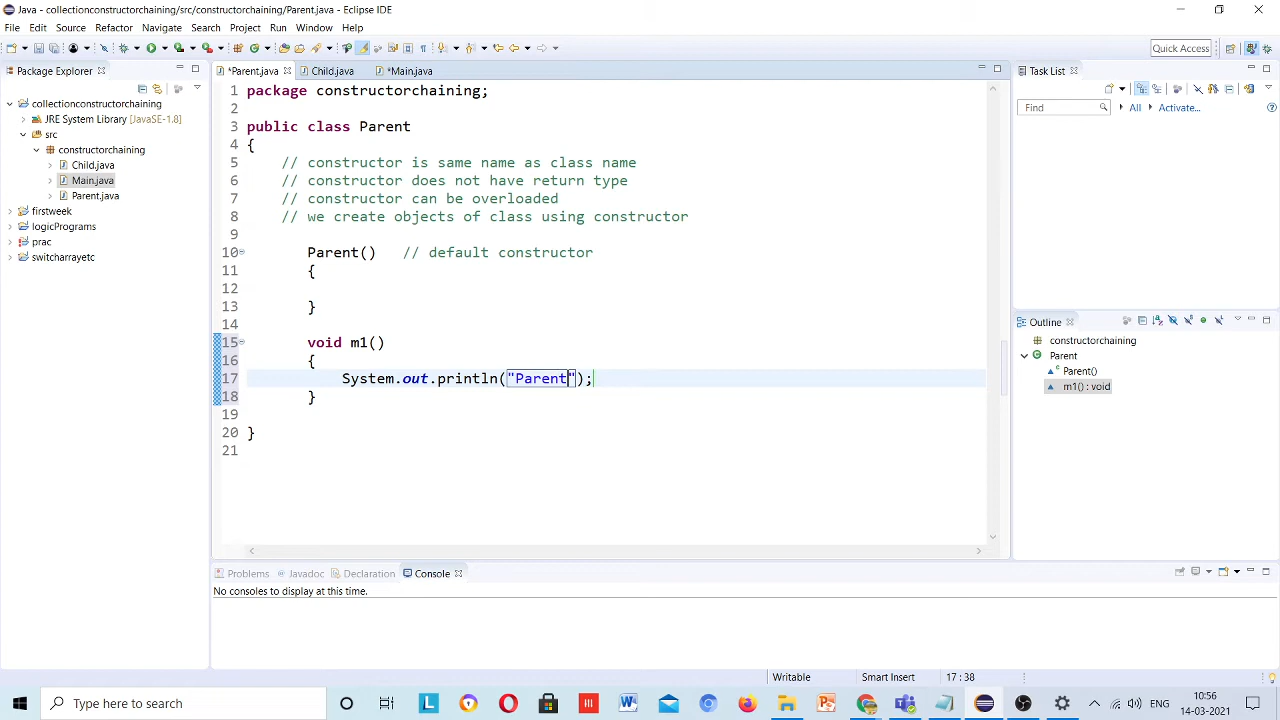 Java - collectionconstructorchaining/src/constructorchaining/Parent.java - Eclipse IDE
File Edit Source Refactor Navigate Search Project Run Window Help
Quick Access
Package Explorer
*Parent.java Child.java *Main.java
Task List
collectionconstructorchaining
JRE System Library [JavaSE-1.8]
src
constructorchaining
Child.java
Main.java
Parent.java
firstweek
logicPrograms
prac
switcharrayetc
1 package constructorchaining;
2
3 public class Parent
4 {
5 // constructor is same name as class name
6 // constructor does not have return type
7 // constructor can be overloaded
8 // we create objects of class using constructor
9
10 Parent() // default constructor
11 {
12
13 }
14
15 void m1()
16 {
17 System.out.println("Parent");
18 }
19
20 }
21
Find All Activate...
Outline
constructorchaining
Parent
Parent()
m1() : void
Problems Javadoc Declaration Console
No consoles to display at this time.
Writable Smart Insert 17 : 38
Type here to search
ENG
10:56
14-03-2021